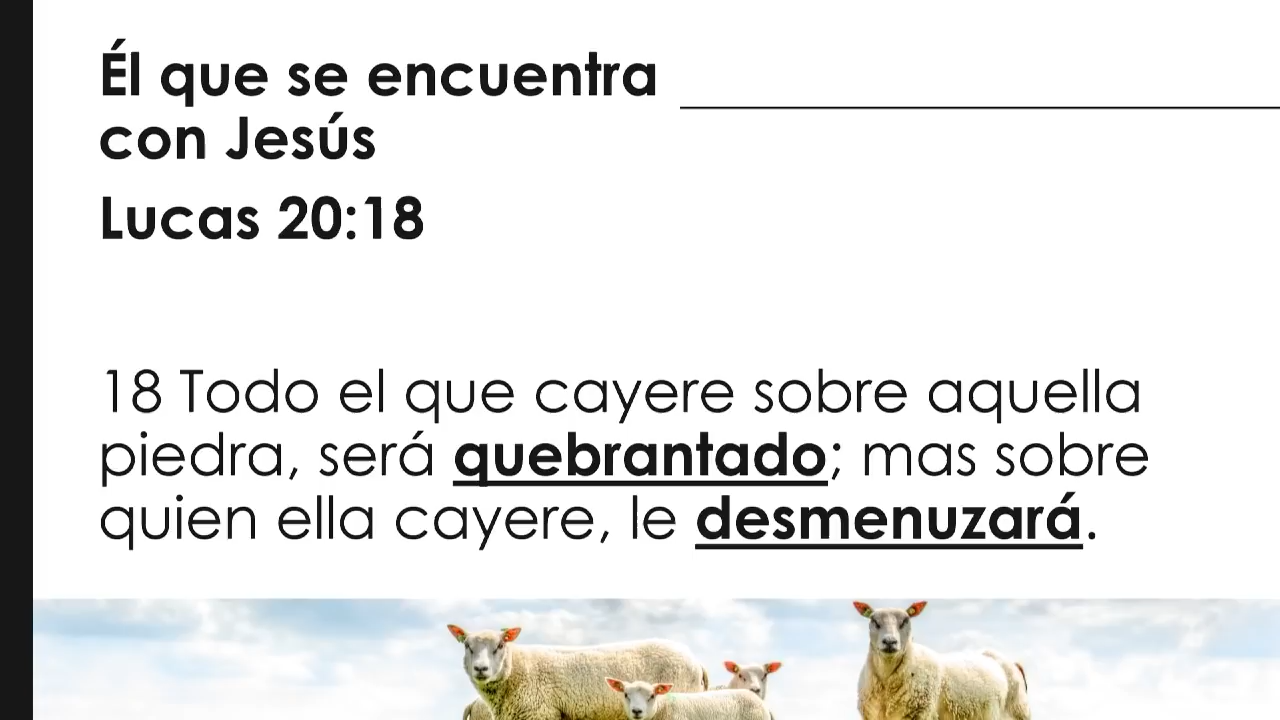 Él que se encuentra
con Jesús
Lucas 20:18
18 Todo el que cayere sobre aquella
piedra, será quebrantado; mas sobre
quien ella cayere, le desmenuzará.